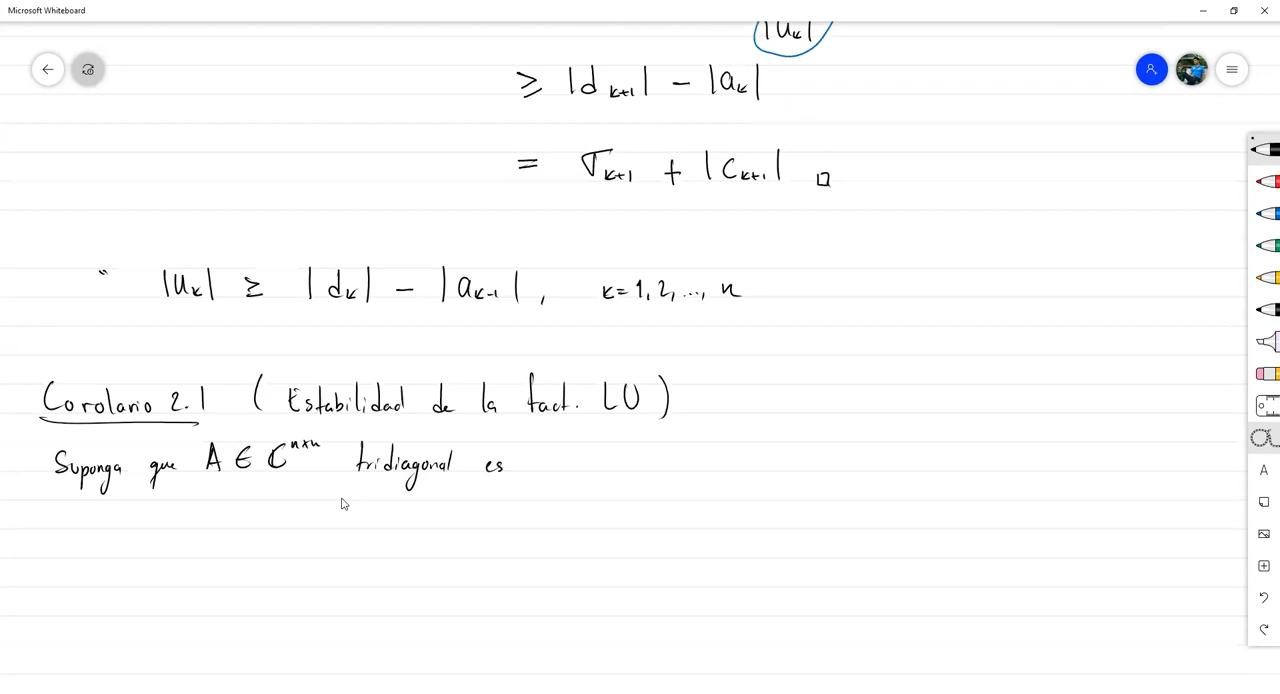 Microsoft Whiteboard
|u_k|
≥ |d_{k+1}| - |a_k|
= σ_{k+1} + |c_{k+1}| □
|u_k| ≥ |d_k| - |a_{k-1}|, k=1,2,..., n
Corolario 2.1 (Estabilidad de la fact. LU)
Suponga que A ∈ ℂ^{n×n} tridiagonal es